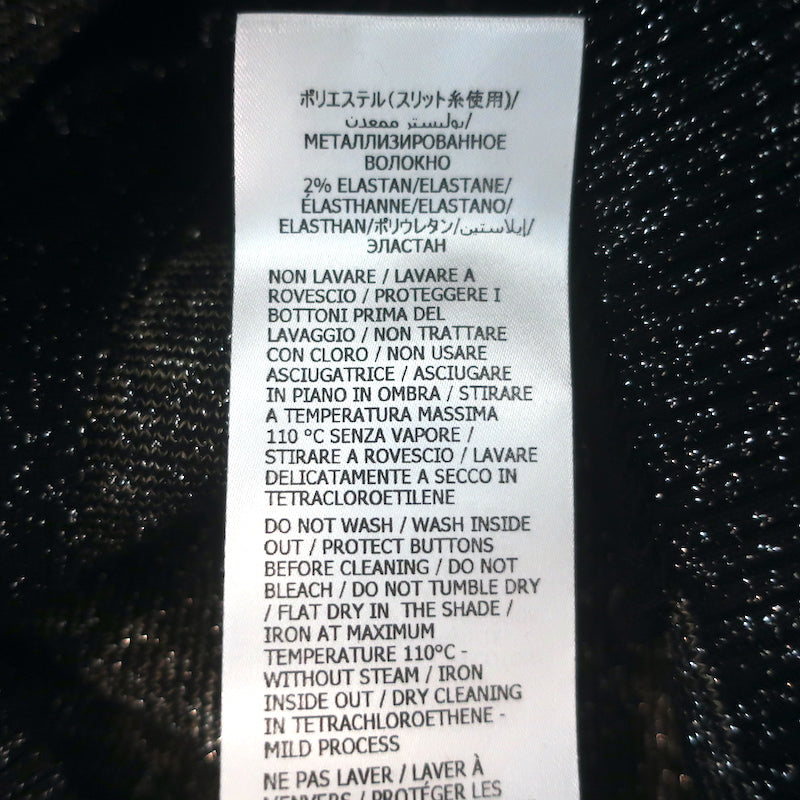 ポリエステル(スリット糸使用)/
بوليستر ممعدن/
МЕТАЛЛИЗИРОВАННОЕ
ВОЛОКНО
2% ELASTAN/ELASTANE/
ÉLASTHANNE/ELASTANO/
ELASTHAN/ポリウレタン/إيلاستين/
ЭЛАСТАН
NON LAVARE / LAVARE A
ROVESCIO / PROTEGGERE I
BOTTONI PRIMA DEL
LAVAGGIO / NON TRATTARE
CON CLORO / NON USARE
ASCIUGATRICE / ASCIUGARE
IN PIANO IN OMBRA / STIRARE
A TEMPERATURA MASSIMA
110 °C SENZA VAPORE /
STIRARE A ROVESCIO / LAVARE
DELICATAMENTE A SECCO IN
TETRACLOROETILENE
DO NOT WASH / WASH INSIDE
OUT / PROTECT BUTTONS
BEFORE CLEANING / DO NOT
BLEACH / DO NOT TUMBLE DRY
/ FLAT DRY IN THE SHADE /
IRON AT MAXIMUM
TEMPERATURE 110°C -
WITHOUT STEAM / IRON
INSIDE OUT / DRY CLEANING
IN TETRACHLOROETHENE -
MILD PROCESS
NE PAS LAVER / LAVER À
L'ENVERS / PROTÉGER LES